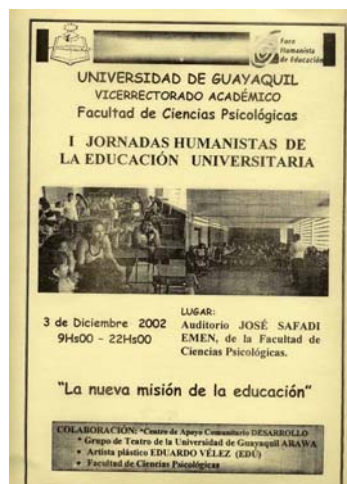 Foro
Humanista
de Educación
UNIVERSIDAD DE GUAYAQUIL
VICERRECTORADO ACADÉMICO
Facultad de Ciencias Psicológicas
I JORNADAS HUMANISTAS DE
LA EDUCACIÓN UNIVERSITARIA
3 de Diciembre 2002
9Hs00 - 22Hs00
LUGAR:
Auditorio JOSÉ SAFADI
EMEN, de la Facultad de
Ciencias Psicológicas.
"La nueva misión de la educación"
COLABORACIÓN: *Centro de Apoyo Comunitario DESARROLLO
* Grupo de Teatro de la Universidad de Guayaquil ARAWA
• Artista plástico EDUARDO VÉLEZ (EDÚ)
• Facultad de Ciencias Psicológicas